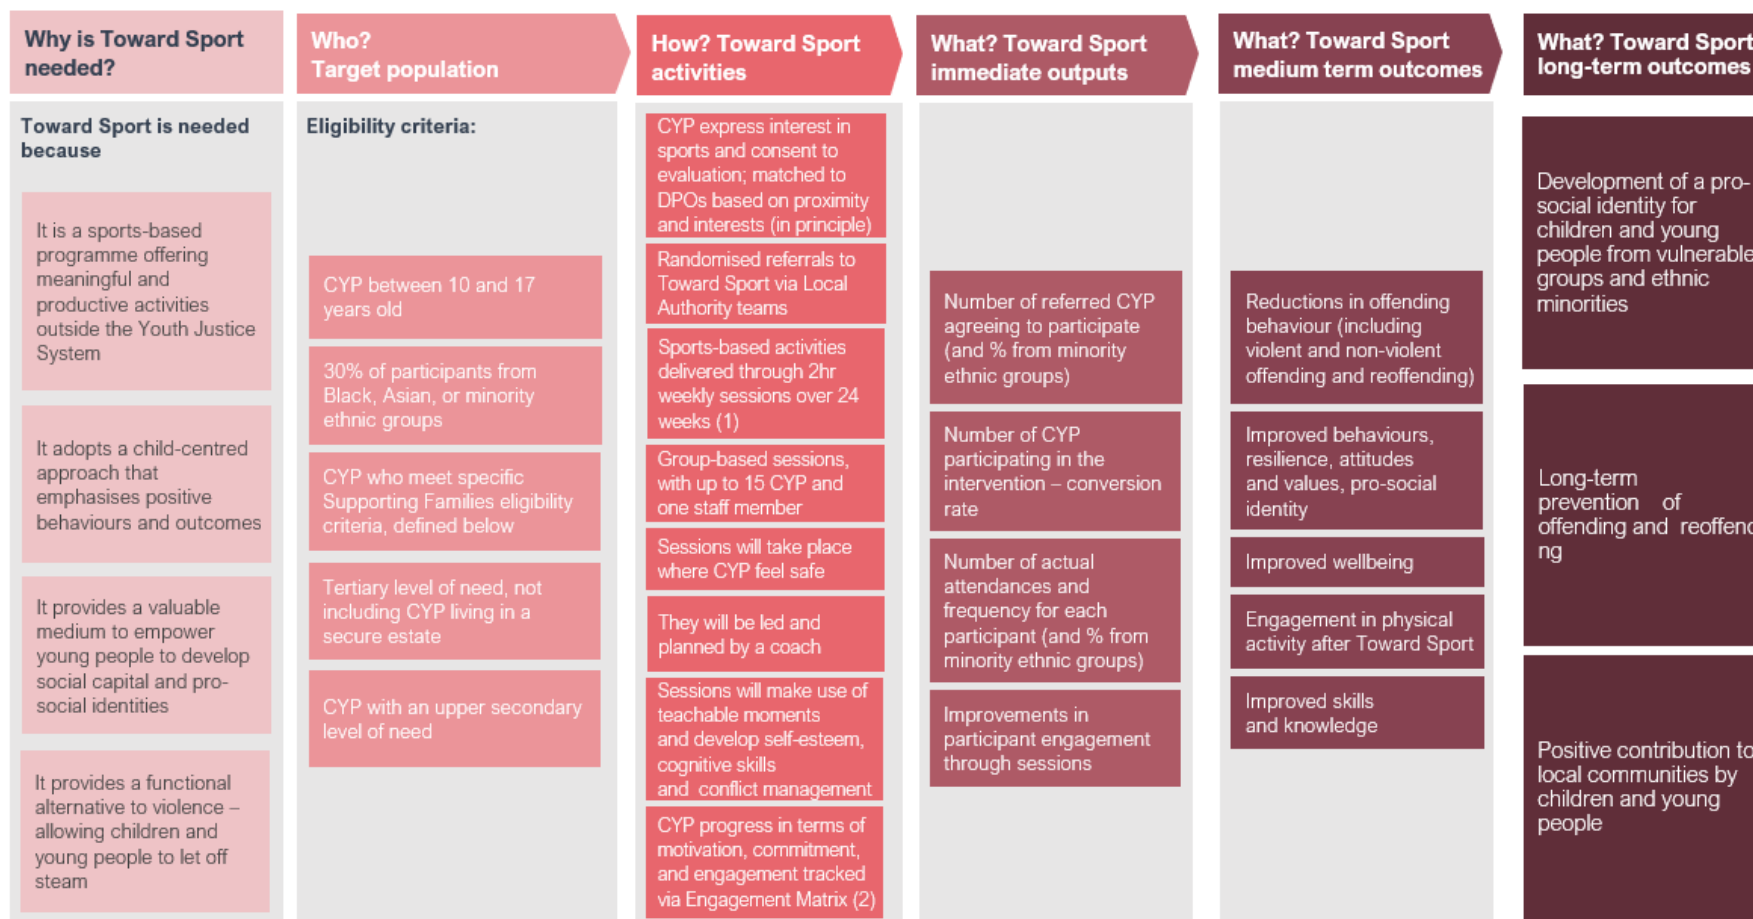 Why is Toward Sport
needed?
Toward Sport is needed
because
It is a sports-based
programme offering
meaningful and
productive activities
outside the Youth Justice
System
It adopts a child-centred
approach that
emphasises positive
behaviours and outcomes
It provides a valuable
medium to empower
young people to develop
social capital and pro-
social identities
It provides a functional
alternative to violence –
allowing children and
young people to let off
steam
Who?
Target population
Eligibility criteria:
CYP between 10 and 17
years old
30% of participants from
Black, Asian, or minority
ethnic groups
CYP who meet specific
Supporting Families eligibility
criteria, defined below
Tertiary level of need, not
including CYP living in a
secure estate
CYP with an upper secondary
level of need
How? Toward Sport
activities
CYP express interest in
sports and consent to
evaluation; matched to
DPOs based on proximity
and interests (in principle)
Randomised referrals to
Toward Sport via Local
Authority teams
Sports-based activities
delivered through 2hr
weekly sessions over 24
weeks (1)
Group-based sessions,
with up to 15 CYP and
one staff member
Sessions will take place
where CYP feel safe
They will be led and
planned by a coach
Sessions will make use of
teachable moments
and develop self-esteem,
cognitive skills
and conflict management
CYP progress in terms of
motivation, commitment,
and engagement tracked
via Engagement Matrix (2)
What? Toward Sport
immediate outputs
Number of referred CYP
agreeing to participate
(and % from minority
ethnic groups)
Number of CYP
participating in the
intervention – conversion
rate
Number of actual
attendances and
frequency for each
participant (and % from
minority ethnic groups)
Improvements in
participant engagement
through sessions
What? Toward Sport
medium term outcomes
Reductions in offending
behaviour (including
violent and non-violent
offending and reoffending)
Improved behaviours,
resilience, attitudes
and values, pro-social
identity
Improved wellbeing
Engagement in physical
activity after Toward Sport
Improved skills
and knowledge
What? Toward Sport
long-term outcomes
Development of a pro-
social identity for
children and young
people from vulnerable
groups and ethnic
minorities
Long-term
prevention of
offending and reoffend
ng
Positive contribution to
local communities by
children and young
people